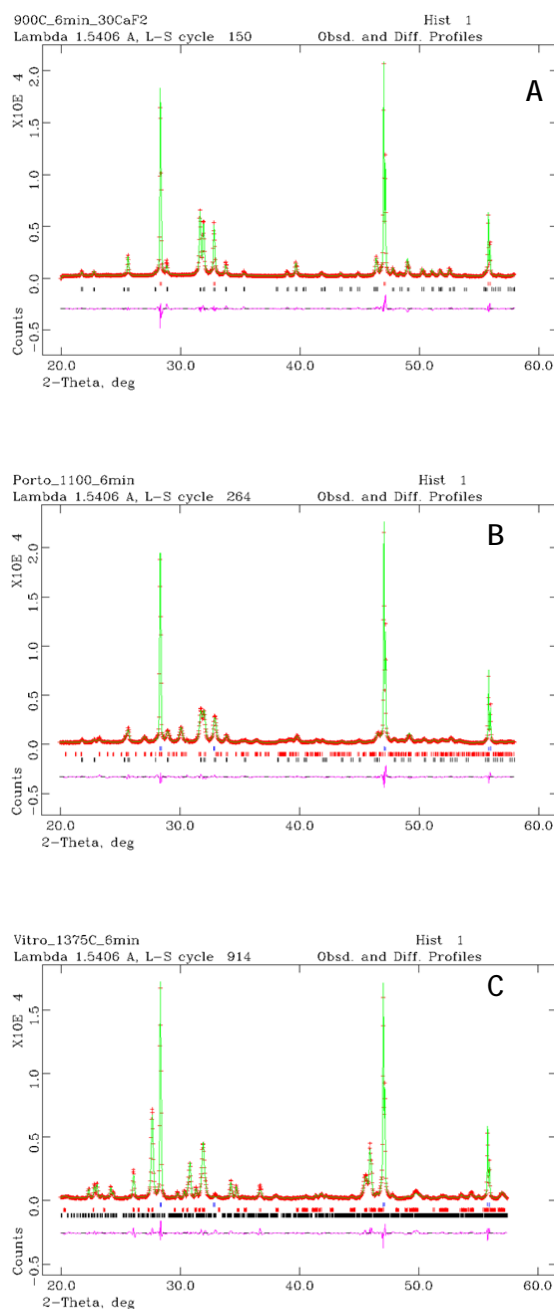 900C_6min_30CaF2 Hist 1
Lambda 1.5406 A, L-S cycle 150 Obsd. and Diff. Profiles
A
X10E 4
2.0
1.5
1.0
0.5
0.0
-0.5
Counts
20.0 30.0 40.0 50.0 60.0
2-Theta, deg
Porto_1100_6min Hist 1
Lambda 1.5406 A, L-S cycle 264 Obsd. and Diff. Profiles
B
X10E 4
2.0
1.5
1.0
0.5
0.0
-0.5
Counts
20.0 30.0 40.0 50.0 60.0
2-Theta, deg
Vitro_1375C_6min Hist 1
Lambda 1.5406 A, L-S cycle 914 Obsd. and Diff. Profiles
C
X10E 4
1.5
1.0
0.5
0.0
-0.5
Counts
20.0 30.0 40.0 50.0 60.0
2-Theta, deg